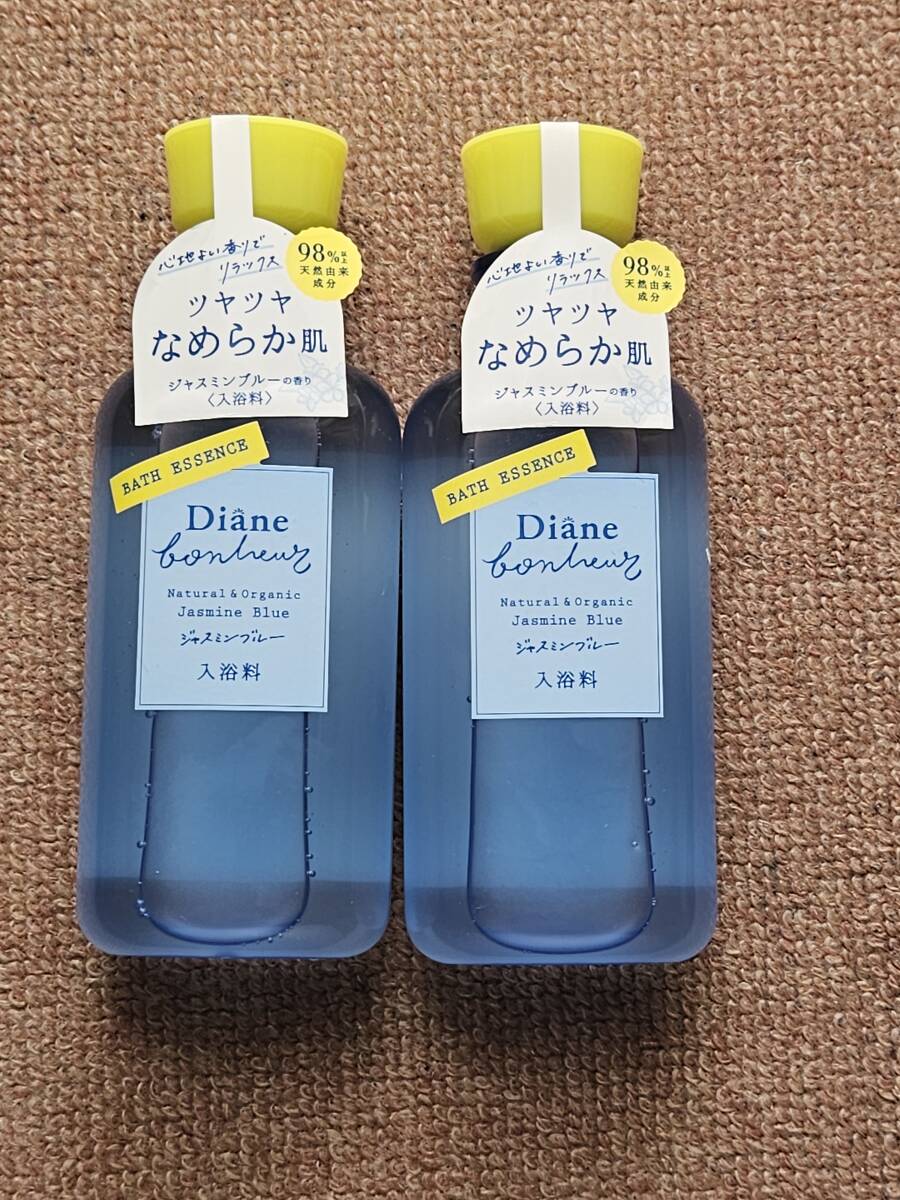 心地よい香りで
リラックス
98%以上
天然由来
成分
ツヤツヤ
なめらか肌
ジャスミンブルーの香り
〈入浴料〉
BATH ESSENCE
Diane
bonheur
Natural & Organic
Jasmine Blue
ジャスミンブルー
入浴料
心地よい香りで
リラックス
98%以上
天然由来
成分
ツヤツヤ
なめらか肌
ジャスミンブルーの香り
〈入浴料〉
BATH ESSENCE
Diane
bonheur
Natural & Organic
Jasmine Blue
ジャスミンブルー
入浴料